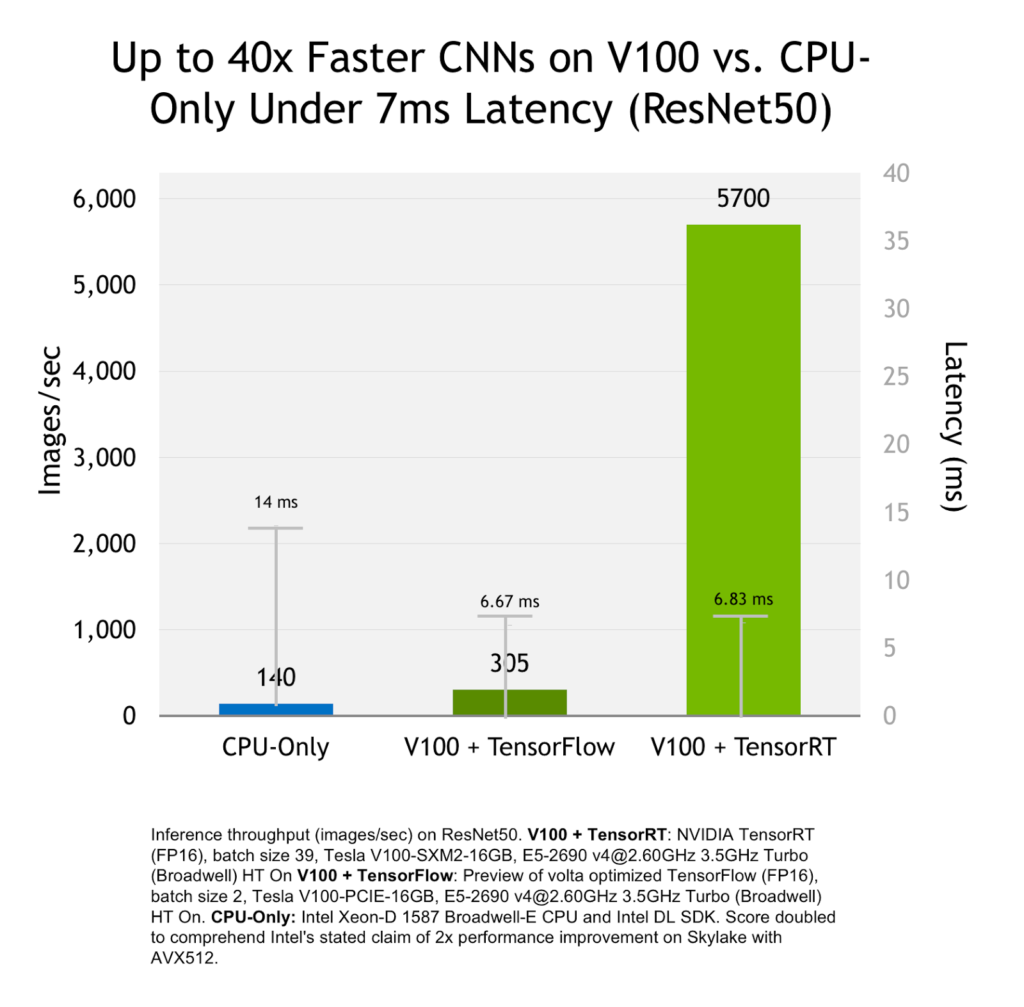 Up to 40x Faster CNNs on V100 vs. CPU-
Only Under 7ms Latency (ResNet50)
40
6,000
5700
35
5,000
30
4,000
25
Images/sec
Latency (ms)
3,000
20
14 ms
15
2,000
10
6.67 ms
6.83 ms
1,000
305
5
140
0
0
CPU-Only
V100 + TensorFlow
V100 + TensorRT
Inference throughput (images/sec) on ResNet50. V100 + TensorRT: NVIDIA TensorRT
(FP16), batch size 39, Tesla V100-SXM2-16GB, E5-2690 v4@2.60GHz 3.5GHz Turbo
(Broadwell) HT On V100 + TensorFlow: Preview of volta optimized TensorFlow (FP16),
batch size 2, Tesla V100-PCIE-16GB, E5-2690 v4@2.60GHz 3.5GHz Turbo (Broadwell)
HT On. CPU-Only: Intel Xeon-D 1587 Broadwell-E CPU and Intel DL SDK. Score doubled
to comprehend Intel's stated claim of 2x performance improvement on Skylake with
AVX512.